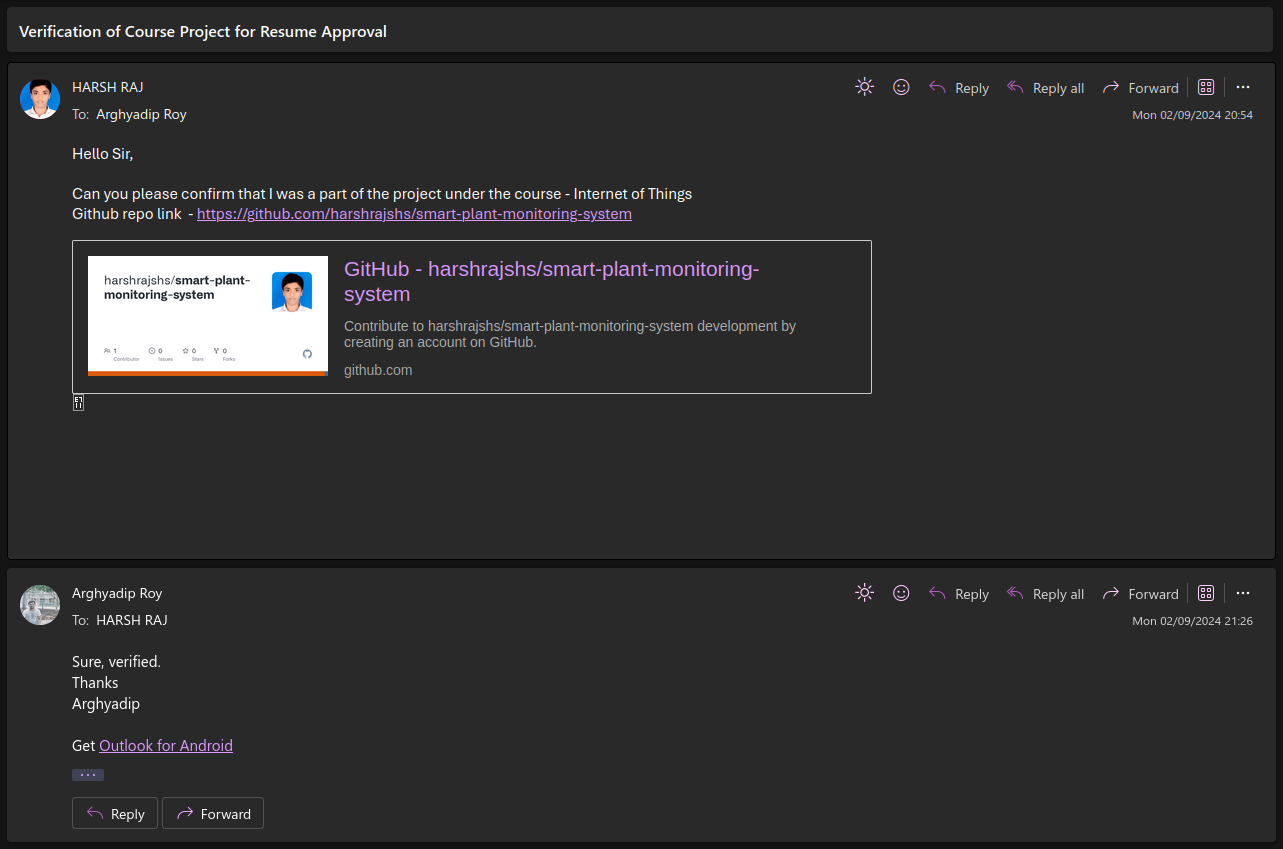 Verification of Course Project for Resume Approval
HARSH RAJ
Reply
Reply all
Forward
To: Arghyadip Roy
Mon 02/09/2024 20:54
Hello Sir,
Can you please confirm that I was a part of the project under the course - Internet of Things
Github repo link - https://github.com/harshrajshs/smart-plant-monitoring-system
harshrajshs/smart-plant-
monitoring-system
1
Contributor
0
Issues
0
Stars
0
Forks
GitHub - harshrajshs/smart-plant-monitoring-
system
Contribute to harshrajshs/smart-plant-monitoring-system development by
creating an account on GitHub.
github.com
Arghyadip Roy
Reply
Reply all
Forward
To: HARSH RAJ
Mon 02/09/2024 21:26
Sure, verified.
Thanks
Arghyadip
Get Outlook for Android
Reply
Forward